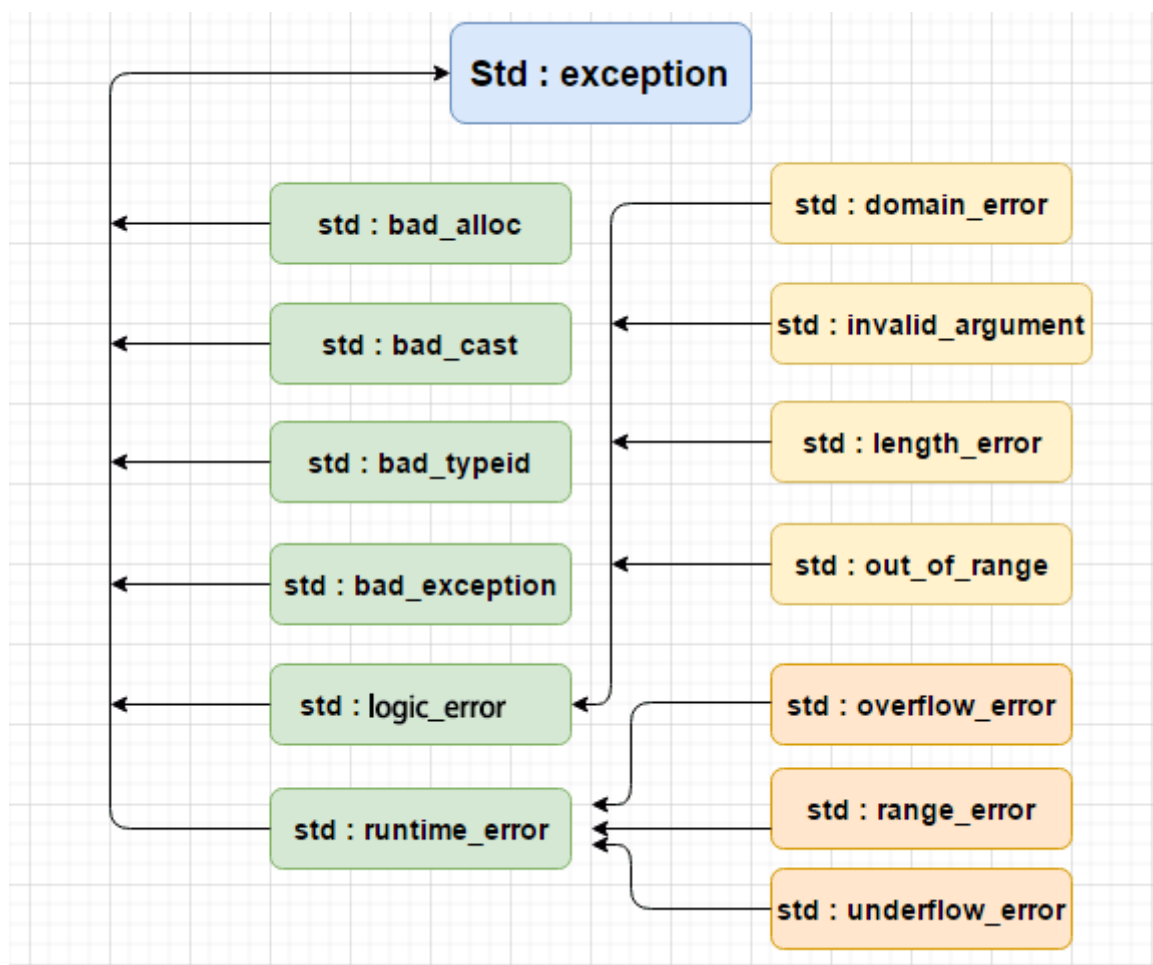 Std : exception
std : bad_alloc
std : bad_cast
std : bad_typeid
std : bad_exception
std : logic_error
std : runtime_error
std : domain_error
std : invalid_argument
std : length_error
std : out_of_range
std : overflow_error
std : range_error
std : underflow_error